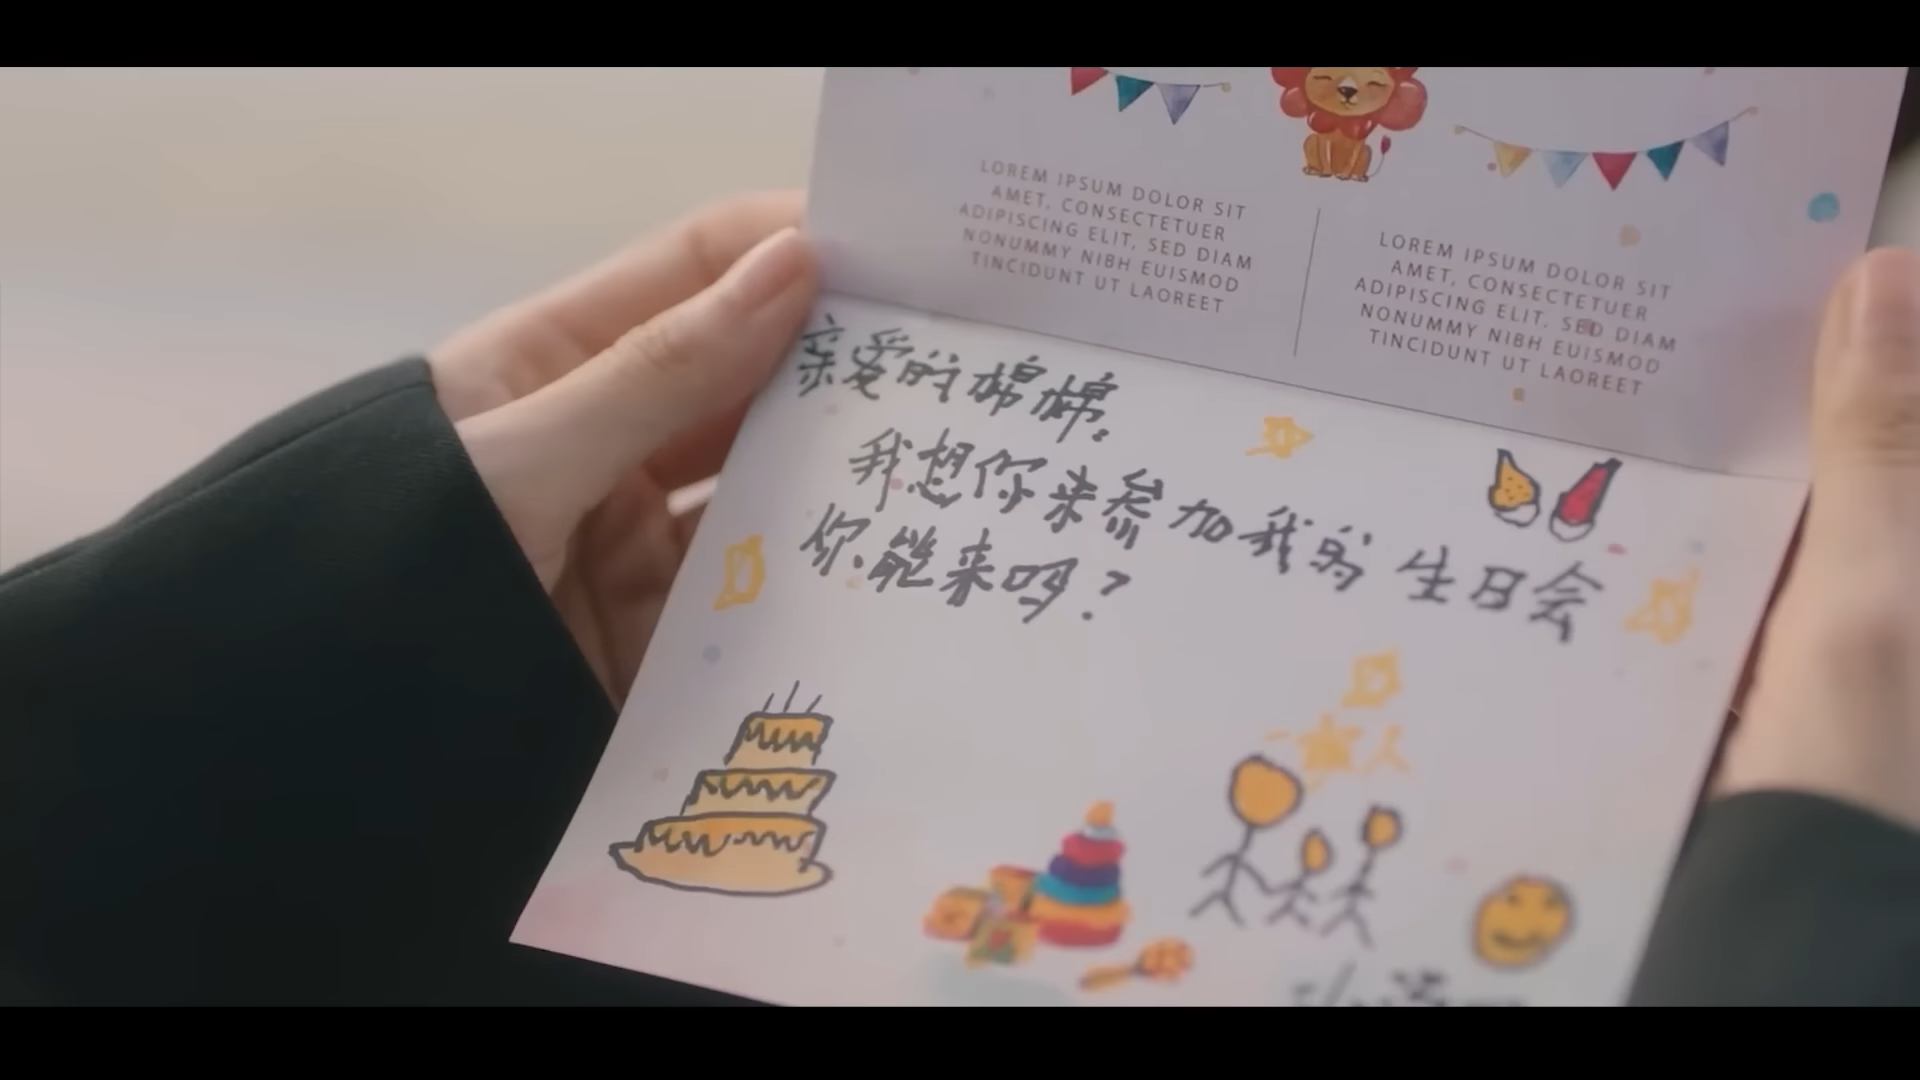 LOREM IPSUM DOLOR SIT
AMET, CONSECTETUER
ADIPISCING ELIT, SED DIAM
NONUMMY NIBH EUISMOD
TINCIDUNT UT LAOREET
LOREM IPSUM DOLOR SIT
AMET, CONSECTETUER
ADIPISCING ELIT, SED DIAM
NONUMMY NIBH EUISMOD
TINCIDUNT UT LAOREET
亲爱的棉棉。
我想你来参加我的生日会
你能来吗?